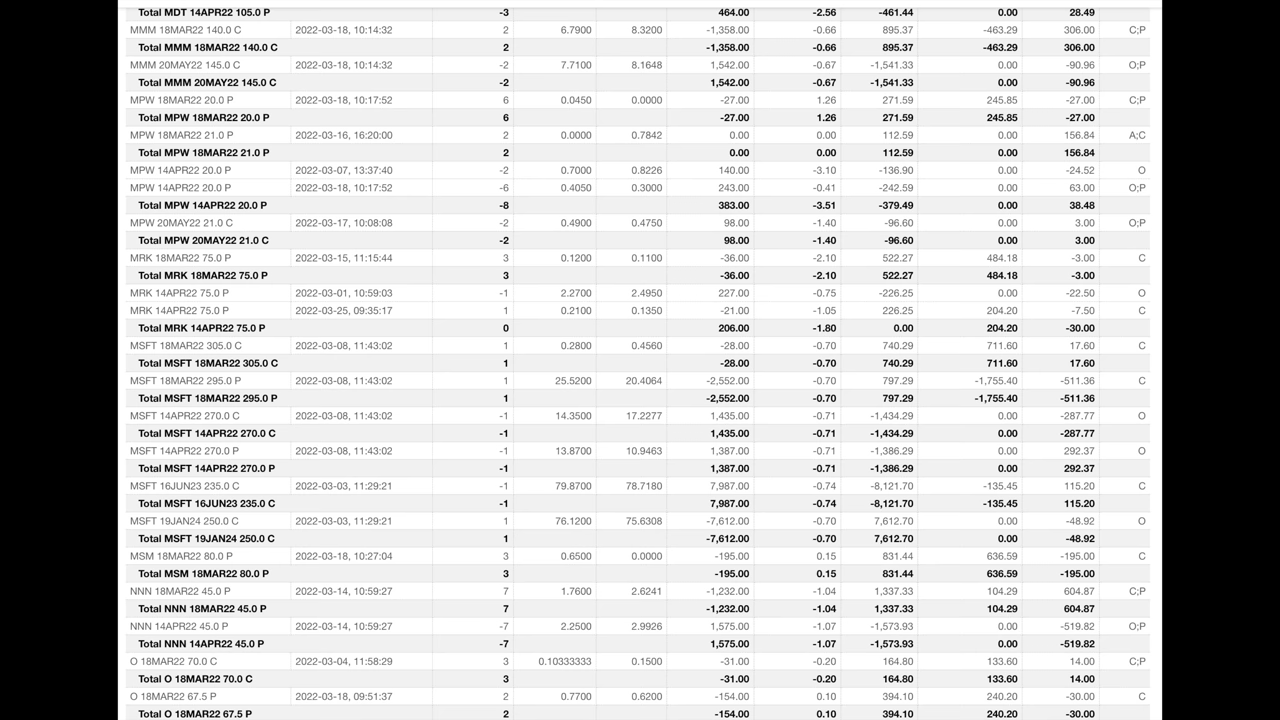 Total MDT 14APR22 105.0 P -3 464.00 -2.56 -461.44 0.00 28.49
MMM 18MAR22 140.0 C 2022-03-18, 10:14:32 2 6.7900 8.3200 -1,358.00 -0.66 895.37 -463.29 306.00 C;P
Total MMM 18MAR22 140.0 C 2 -1,358.00 -0.66 895.37 -463.29 306.00
MMM 20MAY22 145.0 C 2022-03-18, 10:14:32 -2 7.7100 8.1648 1,542.00 -0.67 -1,541.33 0.00 -90.96 O;P
Total MMM 20MAY22 145.0 C -2 1,542.00 -0.67 -1,541.33 0.00 -90.96
MPW 18MAR22 20.0 P 2022-03-18, 10:17:52 6 0.0450 0.0000 -27.00 1.26 271.59 245.85 -27.00 C;P
Total MPW 18MAR22 20.0 P 6 -27.00 1.26 271.59 245.85 -27.00
MPW 18MAR22 21.0 P 2022-03-16, 16:20:00 2 0.0000 0.7842 0.00 0.00 112.59 0.00 156.84 A;C
Total MPW 18MAR22 21.0 P 2 0.00 0.00 112.59 0.00 156.84
MPW 14APR22 20.0 P 2022-03-07, 13:37:40 -2 0.7000 0.8226 140.00 -3.10 -136.90 0.00 -24.52 O
MPW 14APR22 20.0 P 2022-03-18, 10:17:52 -6 0.4050 0.3000 243.00 -0.41 -242.59 0.00 63.00 O;P
Total MPW 14APR22 20.0 P -8 383.00 -3.51 -379.49 0.00 38.48
MPW 20MAY22 21.0 C 2022-03-17, 10:08:08 -2 0.4900 0.4750 98.00 -1.40 -96.60 0.00 3.00 O;P
Total MPW 20MAY22 21.0 C -2 98.00 -1.40 -96.60 0.00 3.00
MRK 18MAR22 75.0 P 2022-03-15, 11:15:44 3 0.1200 0.1100 -36.00 -2.10 522.27 484.18 -3.00 C
Total MRK 18MAR22 75.0 P 3 -36.00 -2.10 522.27 484.18 -3.00
MRK 14APR22 75.0 P 2022-03-01, 10:59:03 -1 2.2700 2.4950 227.00 -0.75 -226.25 0.00 -22.50 O
MRK 14APR22 75.0 P 2022-03-25, 09:35:17 1 0.2100 0.1350 -21.00 -1.05 226.25 204.20 -7.50 C
Total MRK 14APR22 75.0 P 0 206.00 -1.80 0.00 204.20 -30.00
MSFT 18MAR22 305.0 C 2022-03-08, 11:43:02 1 0.2800 0.4560 -28.00 -0.70 740.29 711.60 17.60 C
Total MSFT 18MAR22 305.0 C 1 -28.00 -0.70 740.29 711.60 17.60
MSFT 18MAR22 295.0 P 2022-03-08, 11:43:02 1 25.5200 20.4064 -2,552.00 -0.70 797.29 -1,755.40 -511.36 C
Total MSFT 18MAR22 295.0 P 1 -2,552.00 -0.70 797.29 -1,755.40 -511.36
MSFT 14APR22 270.0 C 2022-03-08, 11:43:02 -1 14.3500 17.2277 1,435.00 -0.71 -1,434.29 0.00 -287.77 O
Total MSFT 14APR22 270.0 C -1 1,435.00 -0.71 -1,434.29 0.00 -287.77
MSFT 14APR22 270.0 P 2022-03-08, 11:43:02 -1 13.8700 10.9463 1,387.00 -0.71 -1,386.29 0.00 292.37 O
Total MSFT 14APR22 270.0 P -1 1,387.00 -0.71 -1,386.29 0.00 292.37
MSFT 16JUN23 235.0 C 2022-03-03, 11:29:21 -1 79.8700 78.7180 7,987.00 -0.74 -8,121.70 -135.45 115.20 C
Total MSFT 16JUN23 235.0 C -1 7,987.00 -0.74 -8,121.70 -135.45 115.20
MSFT 19JAN24 250.0 C 2022-03-03, 11:29:21 1 76.1200 75.6308 -7,612.00 -0.70 7,612.70 0.00 -48.92 O
Total MSFT 19JAN24 250.0 C 1 -7,612.00 -0.70 7,612.70 0.00 -48.92
MSM 18MAR22 80.0 P 2022-03-18, 10:27:04 3 0.6500 0.0000 -195.00 0.15 831.44 636.59 -195.00 C
Total MSM 18MAR22 80.0 P 3 -195.00 0.15 831.44 636.59 -195.00
NNN 18MAR22 45.0 P 2022-03-14, 10:59:27 7 1.7600 2.6241 -1,232.00 -1.04 1,337.33 104.29 604.87 C;P
Total NNN 18MAR22 45.0 P 7 -1,232.00 -1.04 1,337.33 104.29 604.87
NNN 14APR22 45.0 P 2022-03-14, 10:59:27 -7 2.2500 2.9926 1,575.00 -1.07 -1,573.93 0.00 -519.82 O;P
Total NNN 14APR22 45.0 P -7 1,575.00 -1.07 -1,573.93 0.00 -519.82
O 18MAR22 70.0 C 2022-03-04, 11:58:29 3 0.10333333 0.1500 -31.00 -0.20 164.80 133.60 14.00 C;P
Total O 18MAR22 70.0 C 3 -31.00 -0.20 164.80 133.60 14.00
O 18MAR22 67.5 P 2022-03-18, 09:51:37 2 0.7700 0.6200 -154.00 0.10 394.10 240.20 -30.00 C
Total O 18MAR22 67.5 P 2 -154.00 0.10 394.10 240.20 -30.00